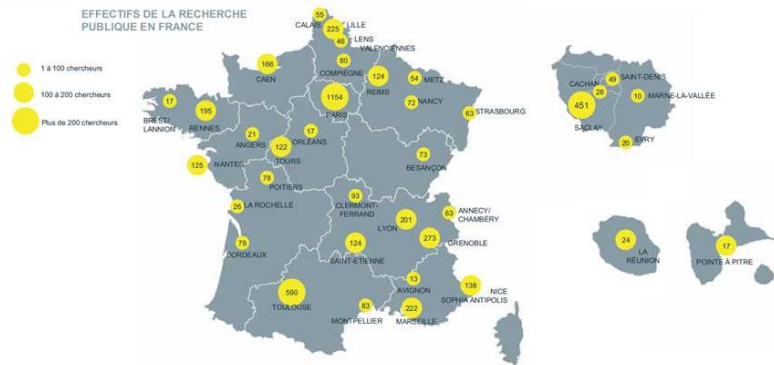 EFFECTIFS DE LA RECHERCHE
PUBLIQUE EN FRANCE
1 à 100 chercheurs
100 à 200 chercheurs
Plus de 200 chercheurs
55
CALAIS
225
LILLE
46
LENS
VALENCIENNES
166
CAEN
80
COMPIEGNE
124
REIMS
54
METZ
1154
PARIS
72
NANCY
63
STRASBOURG
17
BREST/
LANNION
195
RENNES
21
ANGERS
17
ORLÉANS
122
TOURS
125
NANTES
73
BESANÇON
78
POITIERS
26
LA ROCHELLE
93
CLERMONT-
FERRAND
201
LYON
63
ANNECY/
CHAMBÉRY
273
GRENOBLE
79
BORDEAUX
124
SAINT-ETIENNE
590
TOULOUSE
83
MONTPELLIER
13
AVIGNON
222
MARSEILLE
138
NICE
SOPHIA ANTIPOLIS
49
SAINT-DENIS
CACHAN
26
451
SACLAY
10
MARNE-LA-VALLÉE
20
EVRY
24
LA
RÉUNION
17
POINTE À PITRE